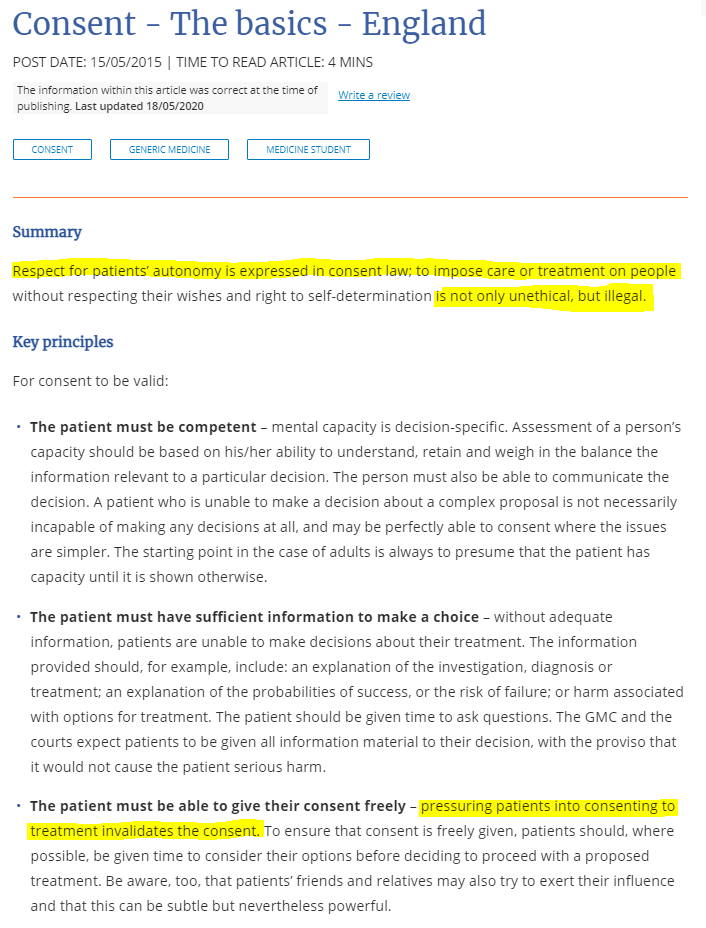 Consent - The basics - England
POST DATE: 15/05/2015 | TIME TO READ ARTICLE: 4 MINS
The information within this article was correct at the time of
publishing. Last updated 18/05/2020
Write a review
CONSENT
GENERIC MEDICINE
MEDICINE STUDENT
Summary
Respect for patients' autonomy is expressed in consent law; to impose care or treatment on people
without respecting their wishes and right to self-determination is not only unethical, but illegal.
Key principles
For consent to be valid:
• The patient must be competent – mental capacity is decision-specific. Assessment of a person's
capacity should be based on his/her ability to understand, retain and weigh in the balance the
information relevant to a particular decision. The person must also be able to communicate the
decision. A patient who is unable to make a decision about a complex proposal is not necessarily
incapable of making any decisions at all, and may be perfectly able to consent where the issues
are simpler. The starting point in the case of adults is always to presume that the patient has
capacity until it is shown otherwise.
• The patient must have sufficient information to make a choice – without adequate
information, patients are unable to make decisions about their treatment. The information
provided should, for example, include: an explanation of the investigation, diagnosis or
treatment; an explanation of the probabilities of success, or the risk of failure; or harm associated
with options for treatment. The patient should be given time to ask questions. The GMC and the
courts expect patients to be given all information material to their decision, with the proviso that
it would not cause the patient serious harm.
• The patient must be able to give their consent freely – pressuring patients into consenting to
treatment invalidates the consent. To ensure that consent is freely given, patients should, where
possible, be given time to consider their options before deciding to proceed with a proposed
treatment. Be aware, too, that patients' friends and relatives may also try to exert their influence
and that this can be subtle but nevertheless powerful.